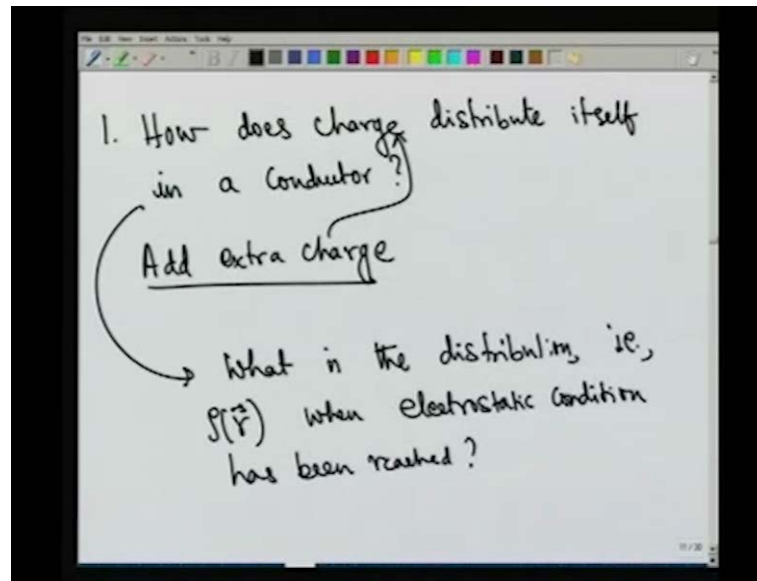 1. How does charge distribute itself
in a Conductor?
Add extra charge
What is the distribution, ie.,
ρ(r⃗) when electrostatic condition
has been reached?